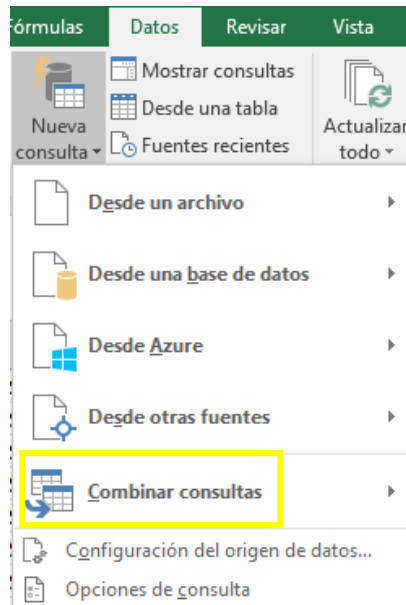 Fórmulas Datos Revisar Vista
Mostrar consultas
Desde una tabla
Fuentes recientes
Nueva
consulta
Actualizar
todo
Desde un archivo
Desde una base de datos
Desde Azure
Desde otras fuentes
Combinar consultas
Configuración del origen de datos...
Opciones de consulta